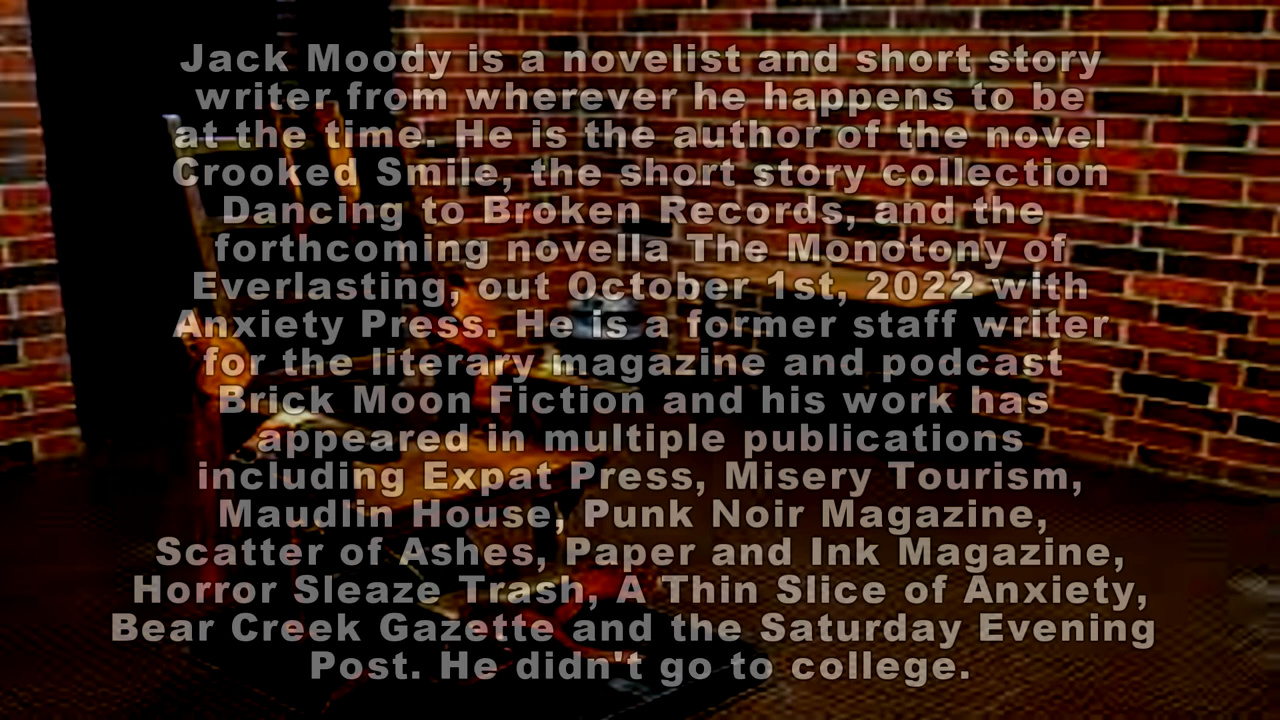 Jack Moody is a novelist and short story
writer from wherever he happens to be
at the time. He is the author of the novel
Crooked Smile, the short story collection
Dancing to Broken Records, and the
forthcoming novella The Monotony of
Everlasting, out October 1st, 2022 with
Anxiety Press. He is a former staff writer
for the literary magazine and podcast
Brick Moon Fiction and his work has
appeared in multiple publications
including Expat Press, Misery Tourism,
Maudlin House, Punk Noir Magazine,
Scatter of Ashes, Paper and Ink Magazine,
Horror Sleaze Trash, A Thin Slice of Anxiety,
Bear Creek Gazette and the Saturday Evening
Post. He didn't go to college.